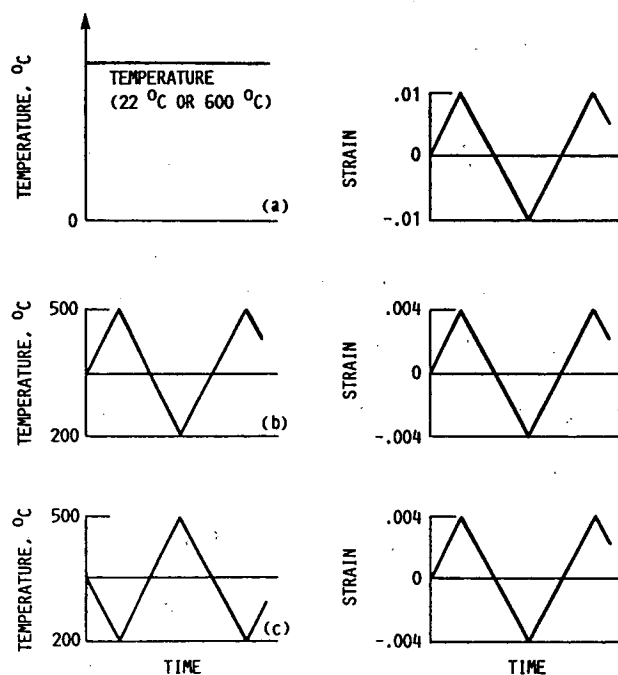 TEMPERATURE, °C
TEMPERATURE
(22 °C OR 600 °C)
0
(a)
STRAIN
.01
0
-.01
TEMPERATURE, °C
500
200
(b)
STRAIN
.004
0
-.004
TEMPERATURE, °C
500
200
(c)
TIME
STRAIN
.004
0
-.004
TIME